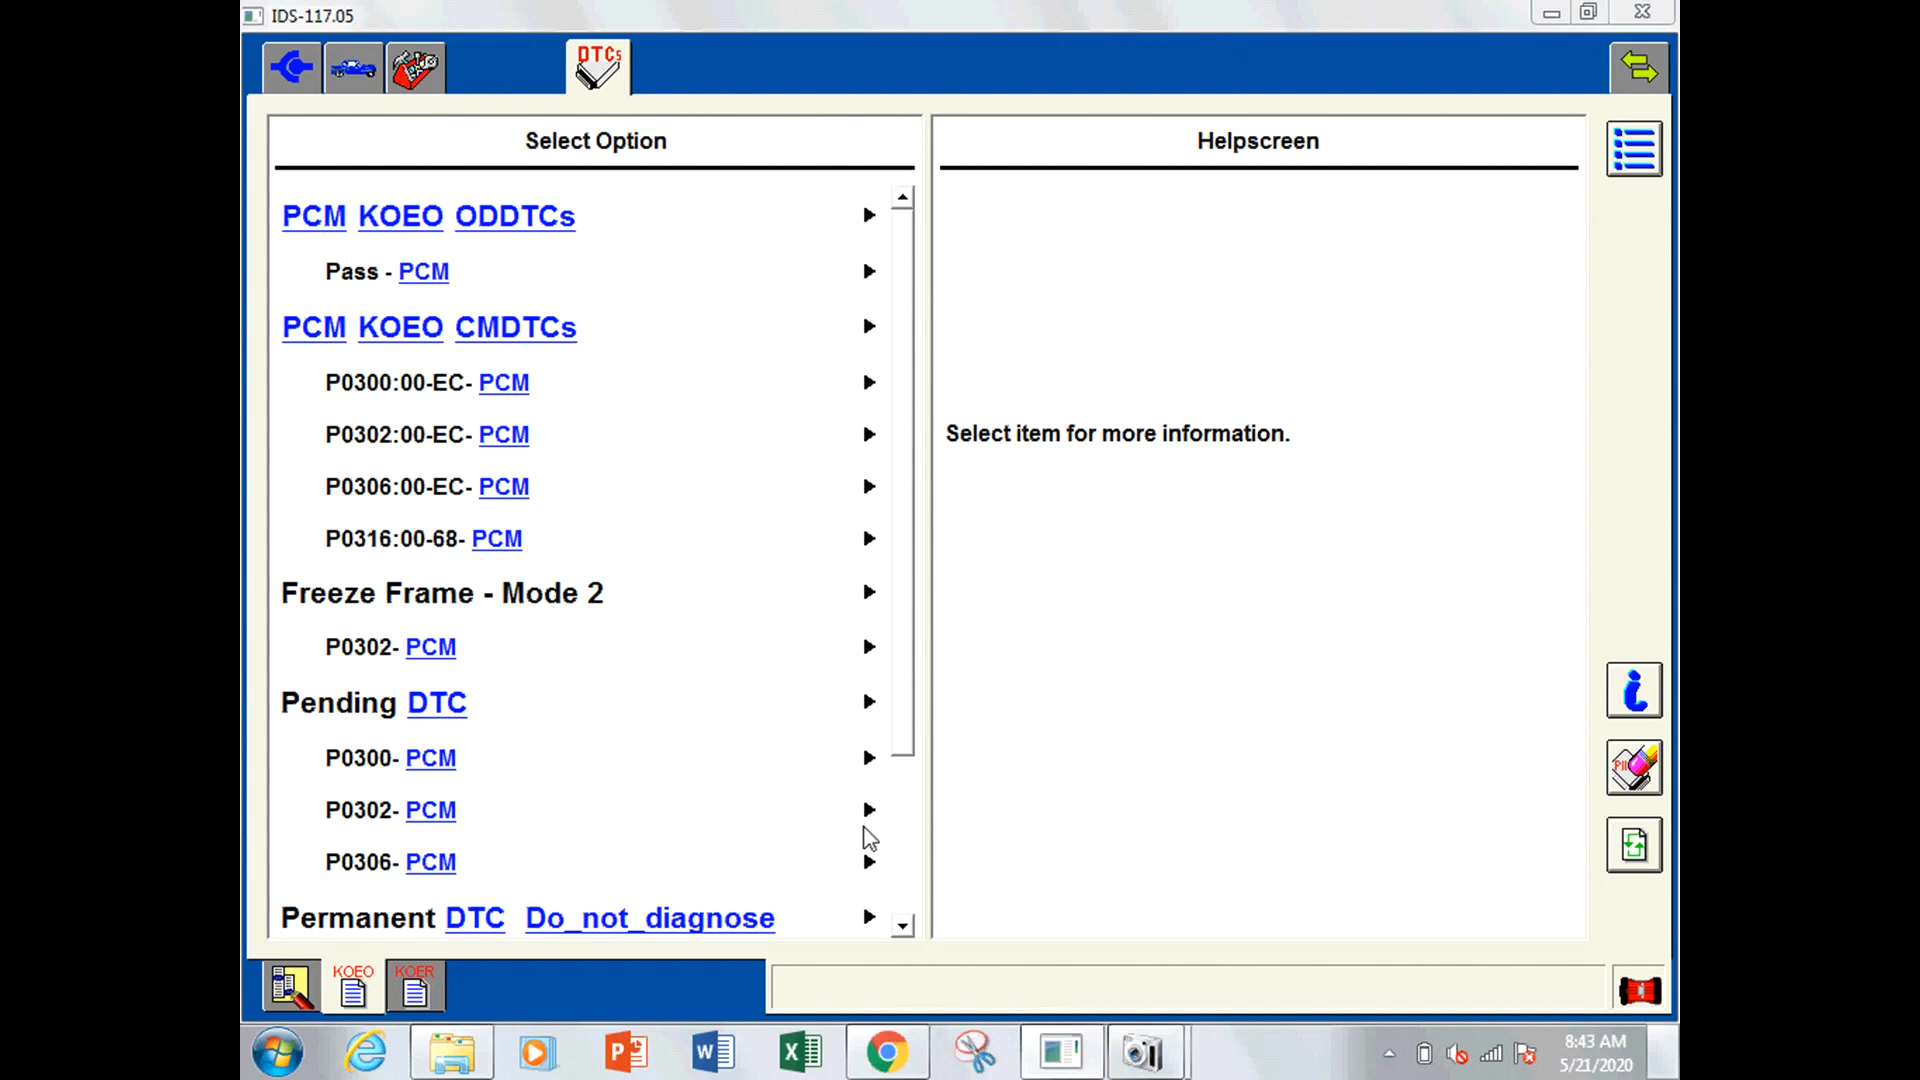 IDS-117.05
DTCs
Select Option
PCM KOEO ODDTCs
Pass - PCM
PCM KOEO CMDTCs
P0300:00-EC- PCM
P0302:00-EC- PCM
P0306:00-EC- PCM
P0316:00-68- PCM
Freeze Frame - Mode 2
P0302- PCM
Pending DTC
P0300- PCM
P0302- PCM
P0306- PCM
Permanent DTC Do_not_diagnose
Helpscreen
Select item for more information.
KOEO
KOER
8:43 AM
5/21/2020